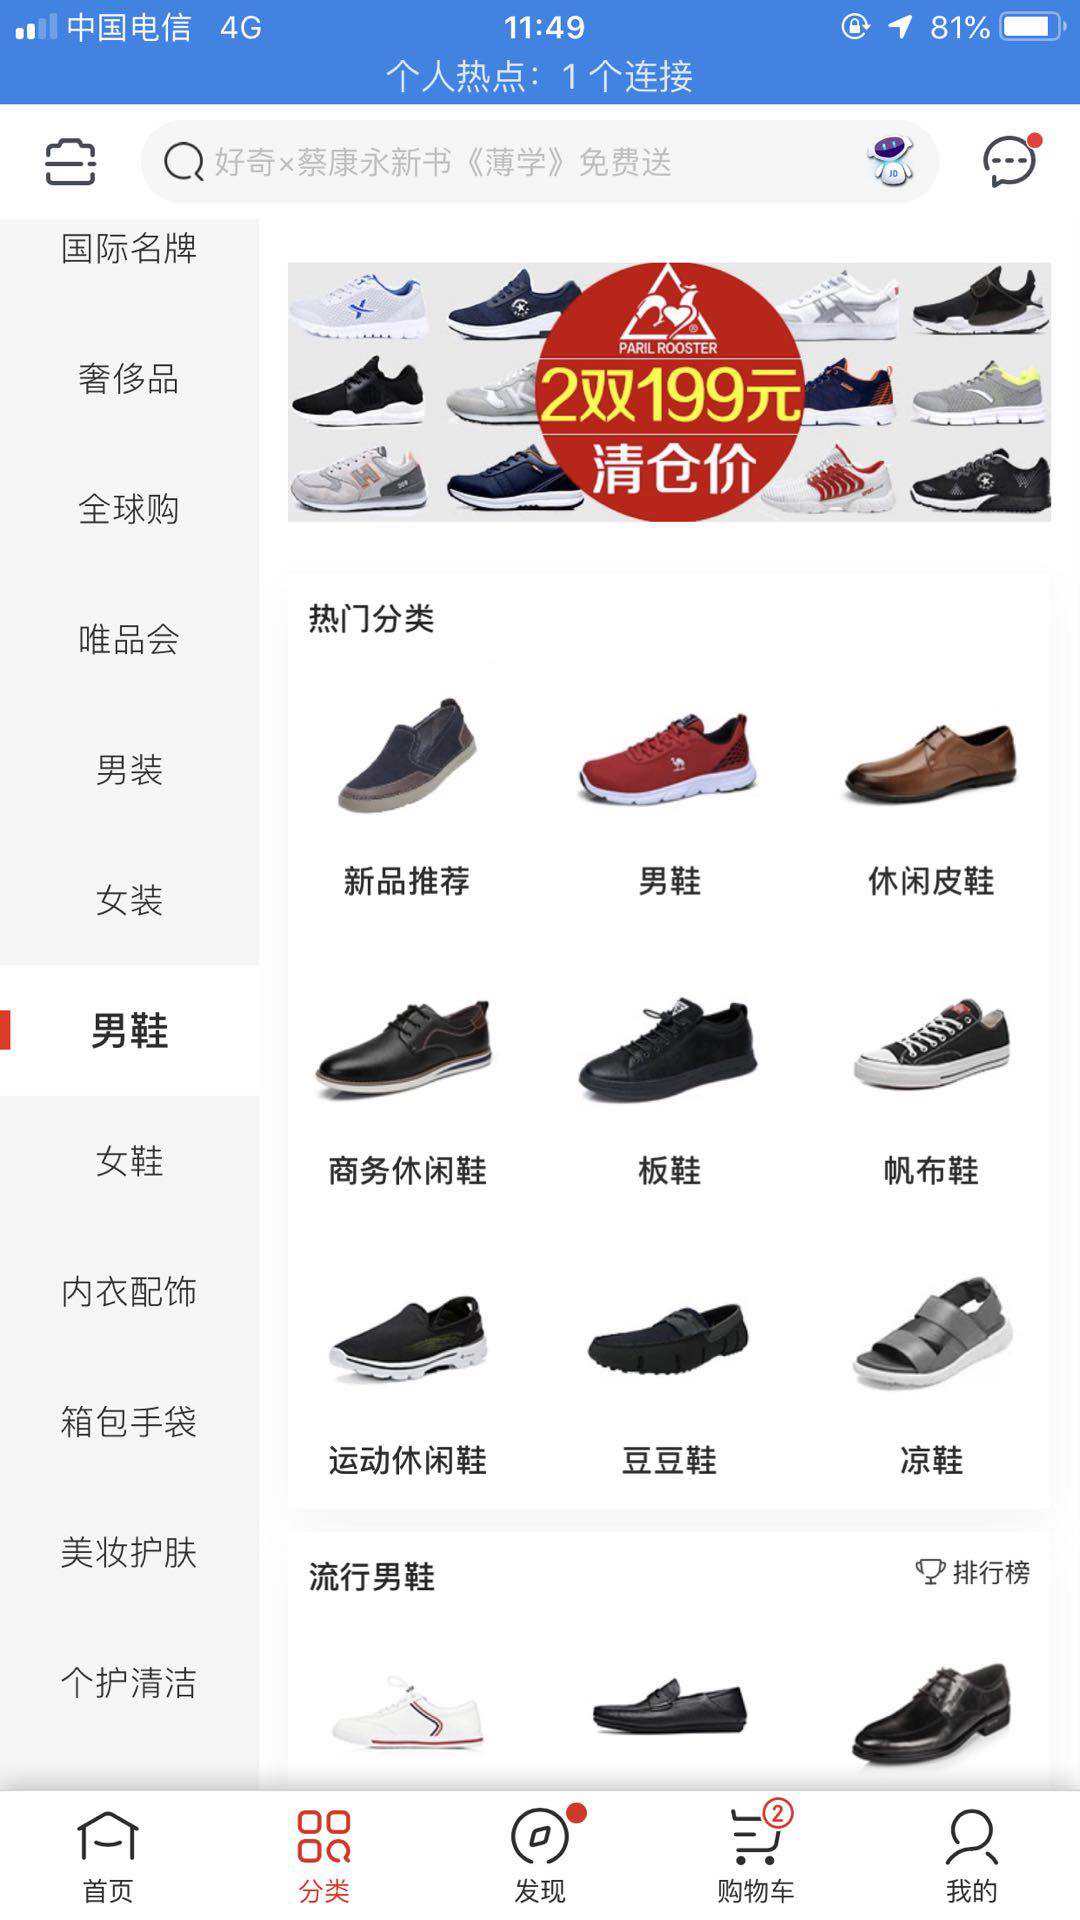 中国电信 4G 11:49 81%
个人热点：1 个连接
好奇×蔡康永新书《薄学》免费送
JD
国际名牌
奢侈品
全球购
唯品会
男装
女装
男鞋
女鞋
内衣配饰
箱包手袋
美妆护肤
个护清洁
PARIL ROOSTER
2双199元
清仓价
热门分类
新品推荐 男鞋 休闲皮鞋
商务休闲鞋 板鞋 帆布鞋
运动休闲鞋 豆豆鞋 凉鞋
流行男鞋 排行榜
2
首页 分类 发现 购物车 我的